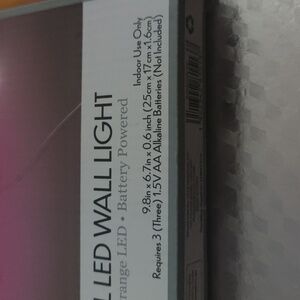 L LED WALL LIGHT
range LED • Battery Powered
Indoor Use Only
9.8in x 6.7in x 0.6 inch (25cm x 17cm x 1.6cm)
Requires 3 (Three) 1.5V AA Alkaline Batteries (Not Included)